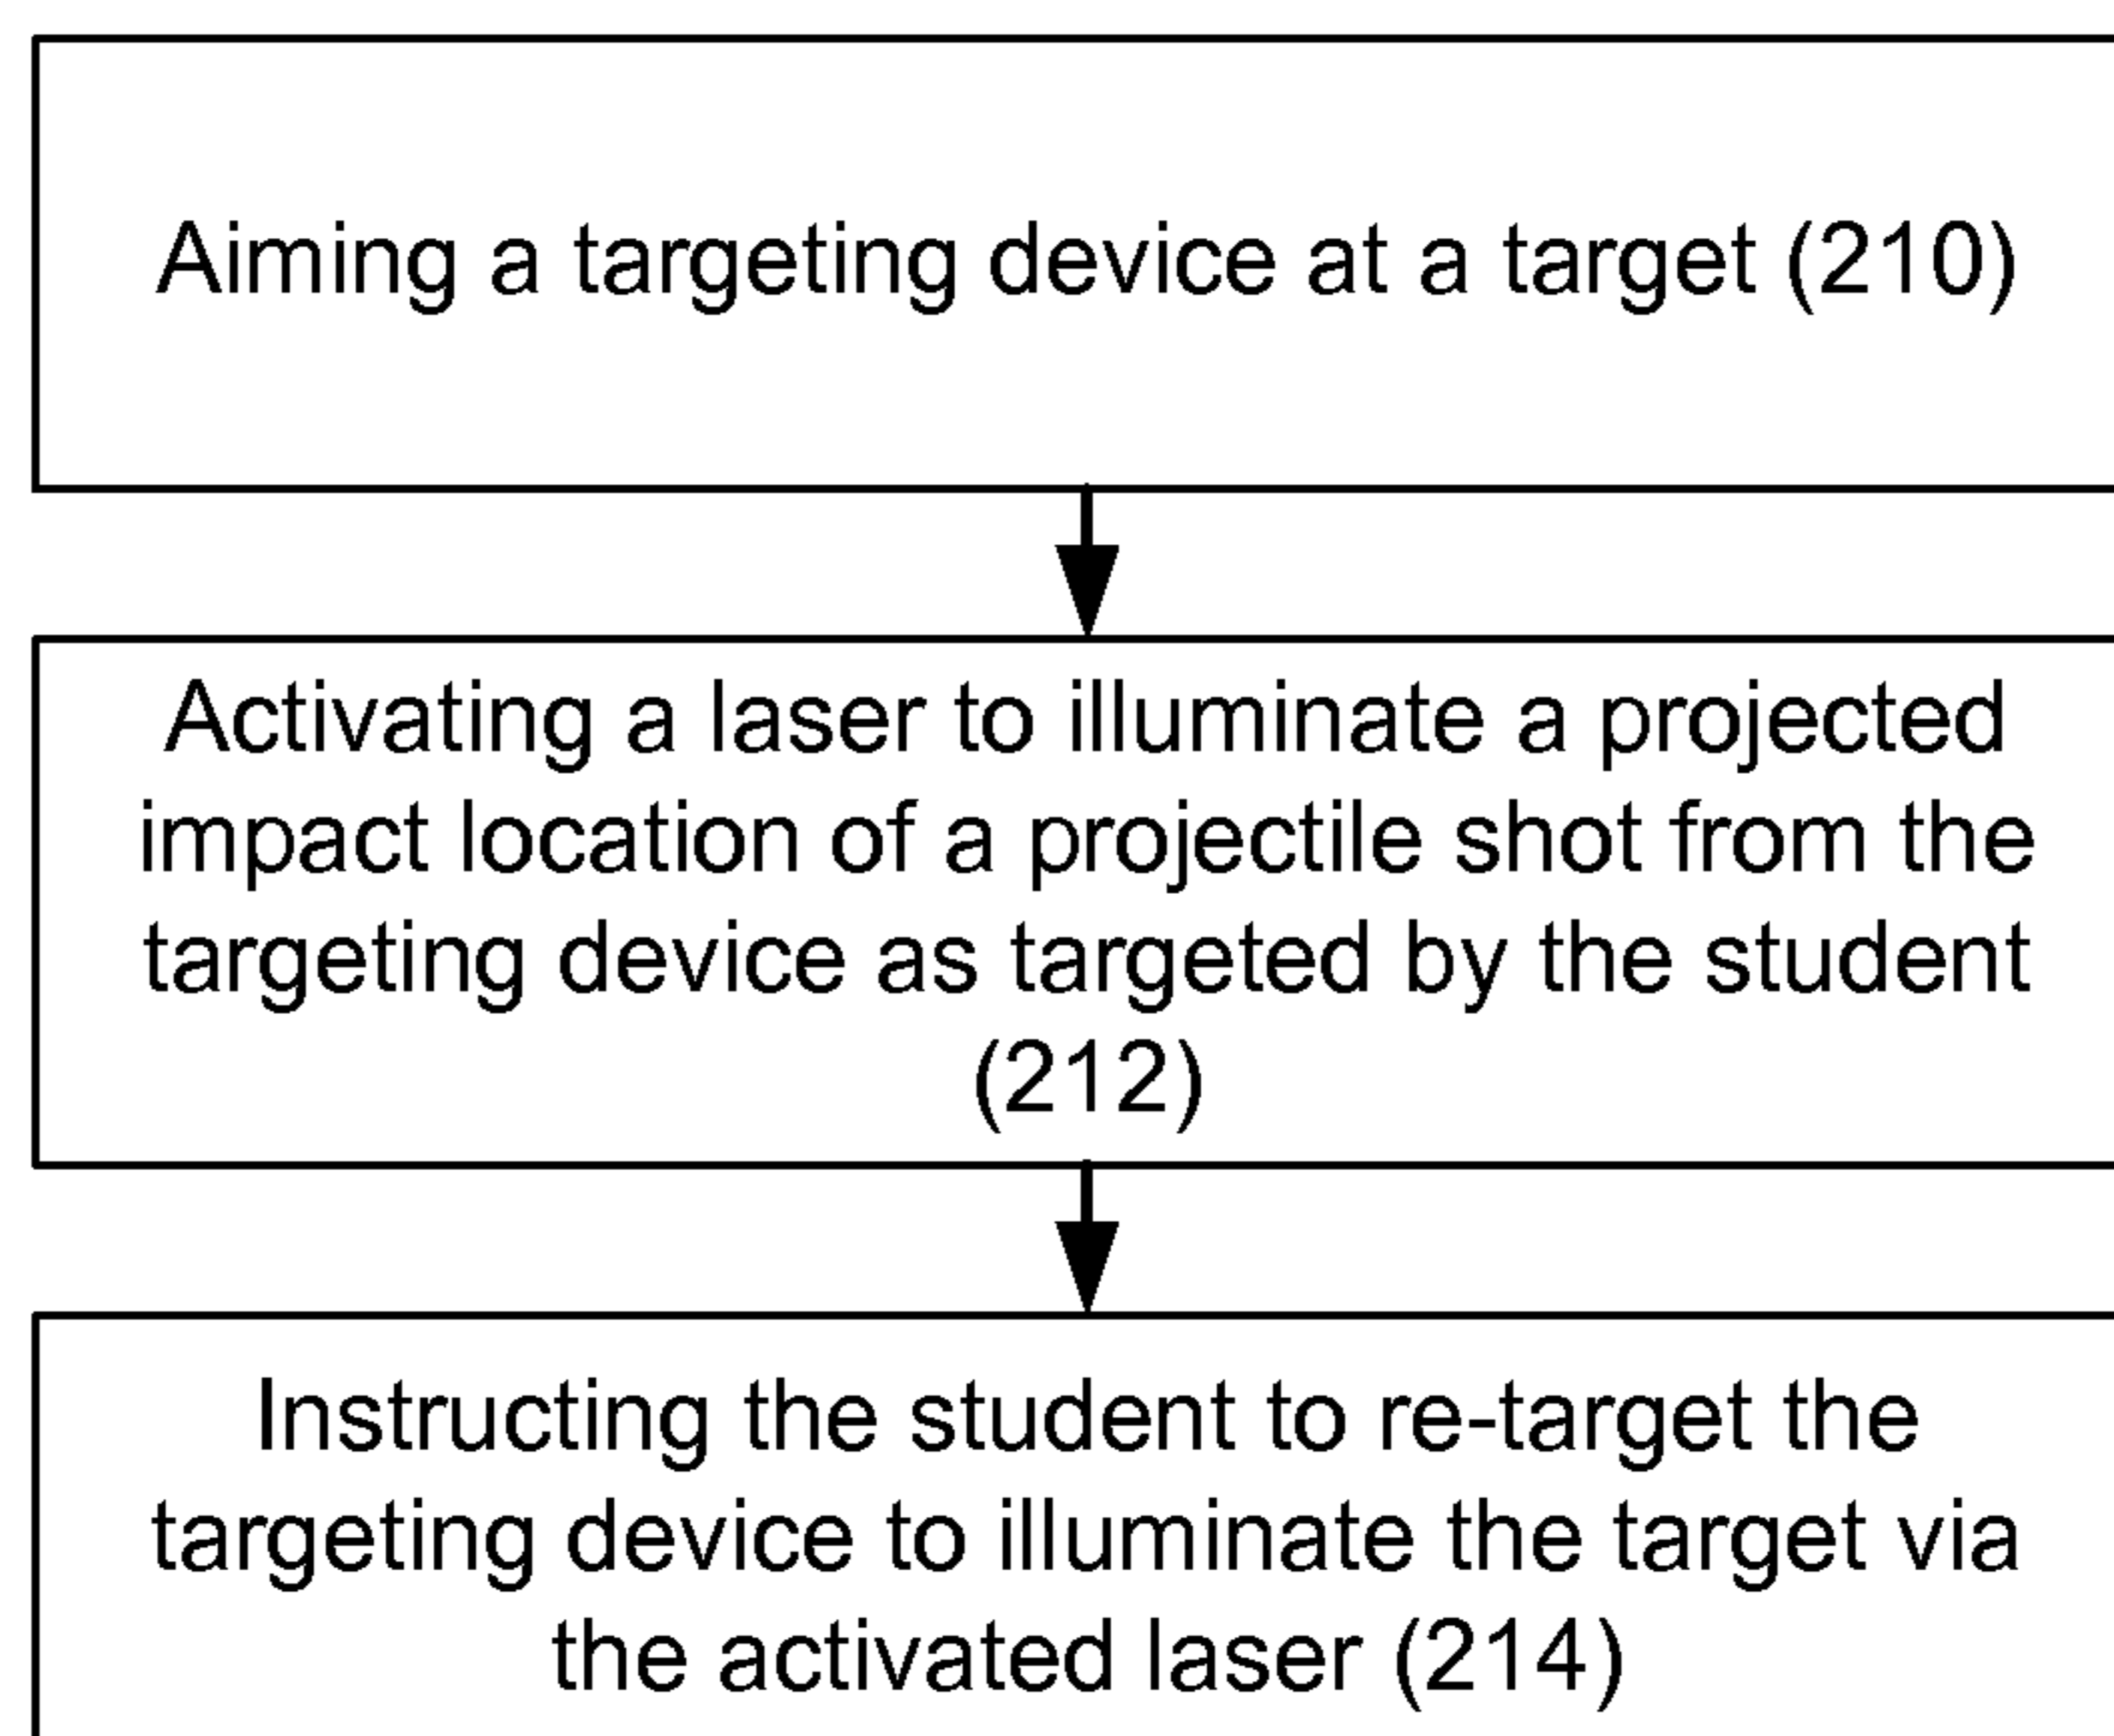 Aiming a targeting device at a target (210)
Activating a laser to illuminate a projected
impact location of a projectile shot from the
targeting device as targeted by the student
(212)
Instructing the student to re-target the
targeting device to illuminate the target via
the activated laser (214)